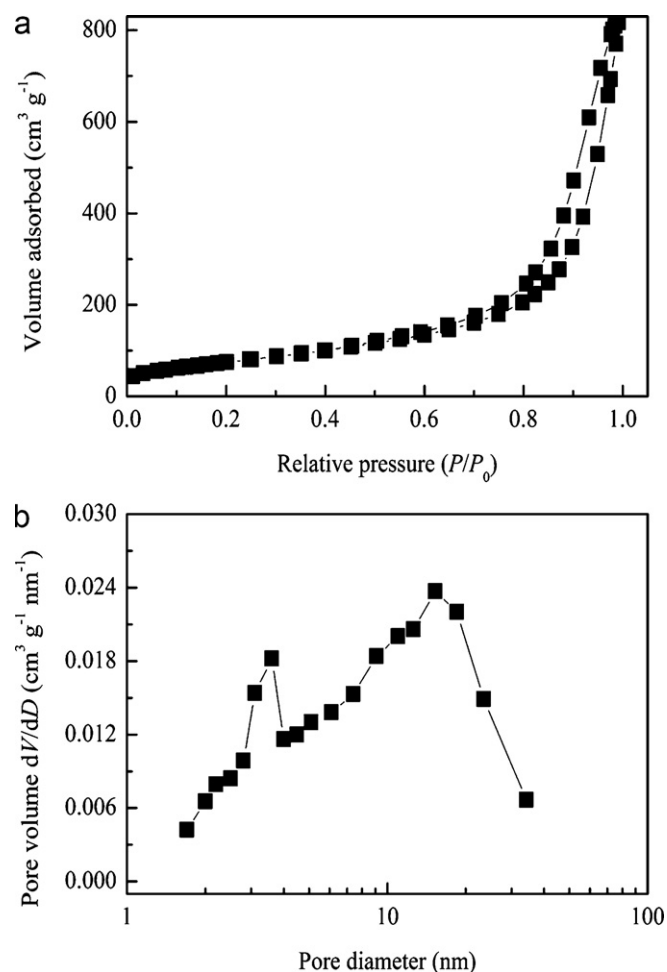 a
800
600
400
200
0
Volume adsorbed (cm³ g⁻¹)
0.0 0.2 0.4 0.6 0.8 1.0
Relative pressure (P/P₀)
b
0.030
0.024
0.018
0.012
0.006
0.000
Pore volume dV/dD (cm³ g⁻¹ nm⁻¹)
1 10 100
Pore diameter (nm)